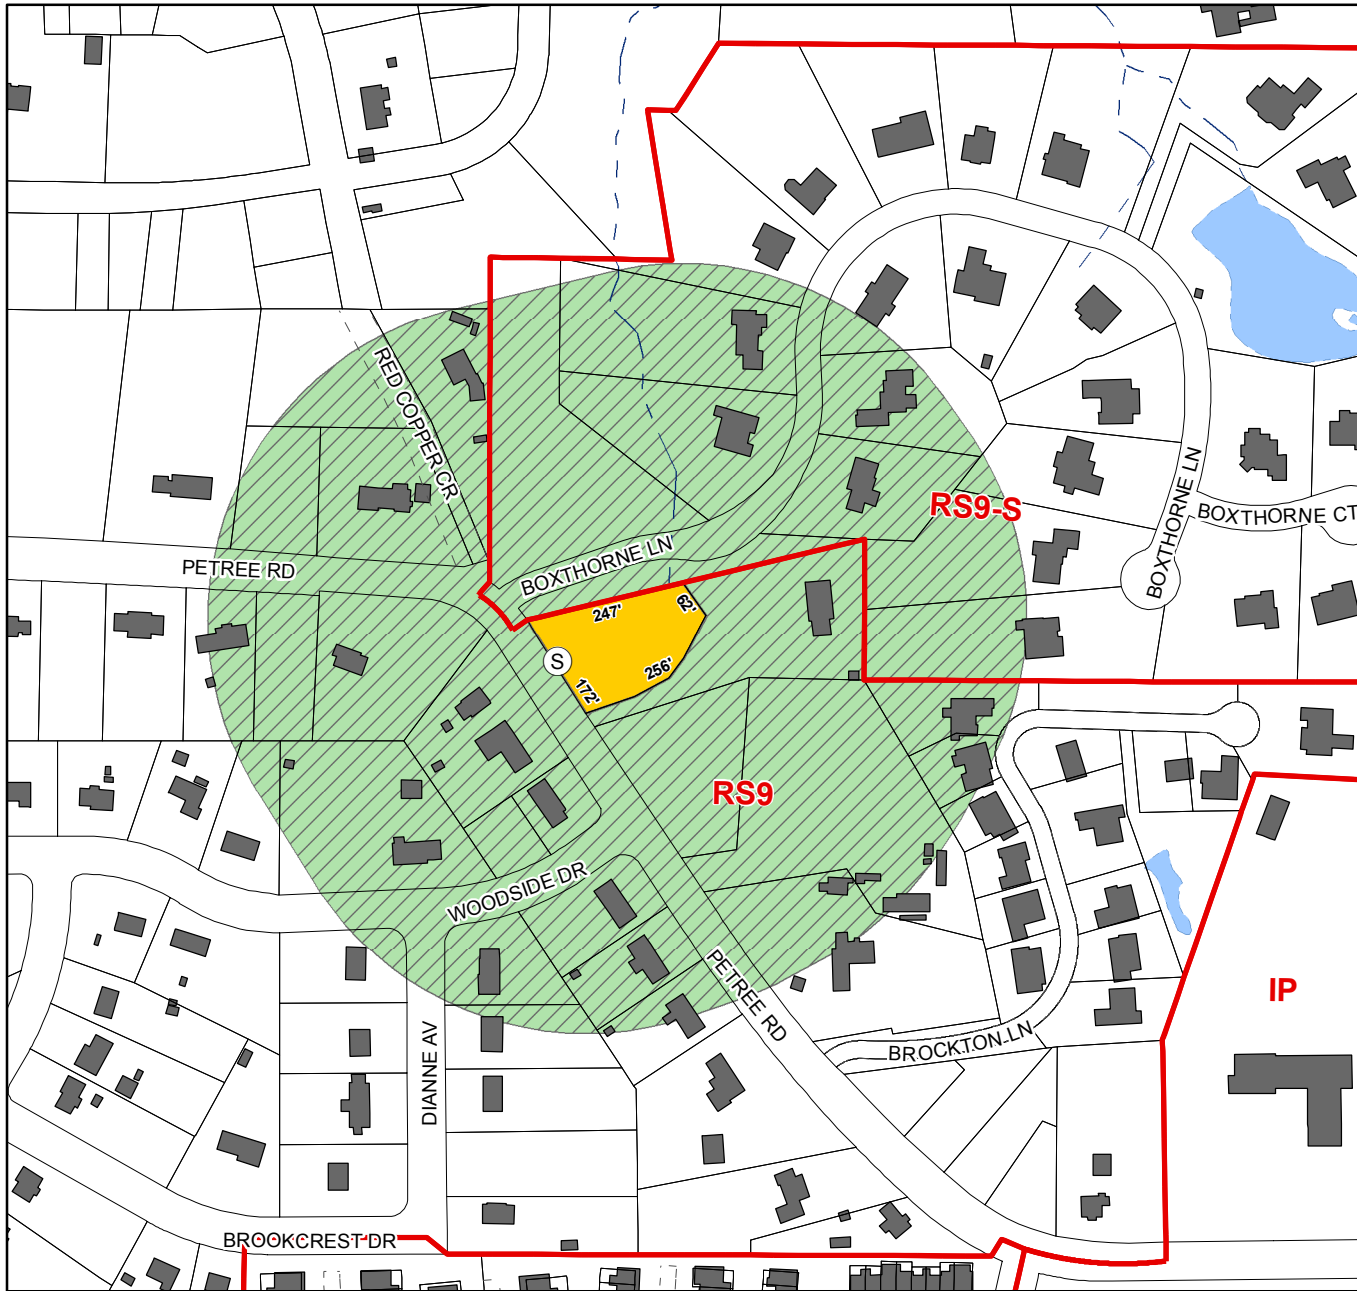 RED COPPER CR
PETREE RD
BOXTHORNE LN
RS9-S
BOXTHORNE LN
BOXTHORNE CT
247'
62'
S
256'
172'
RS9
WOODSIDE DR
PETREE RD
IP
BROCKTON LN
DIANNE AV
BROOKCREST DR